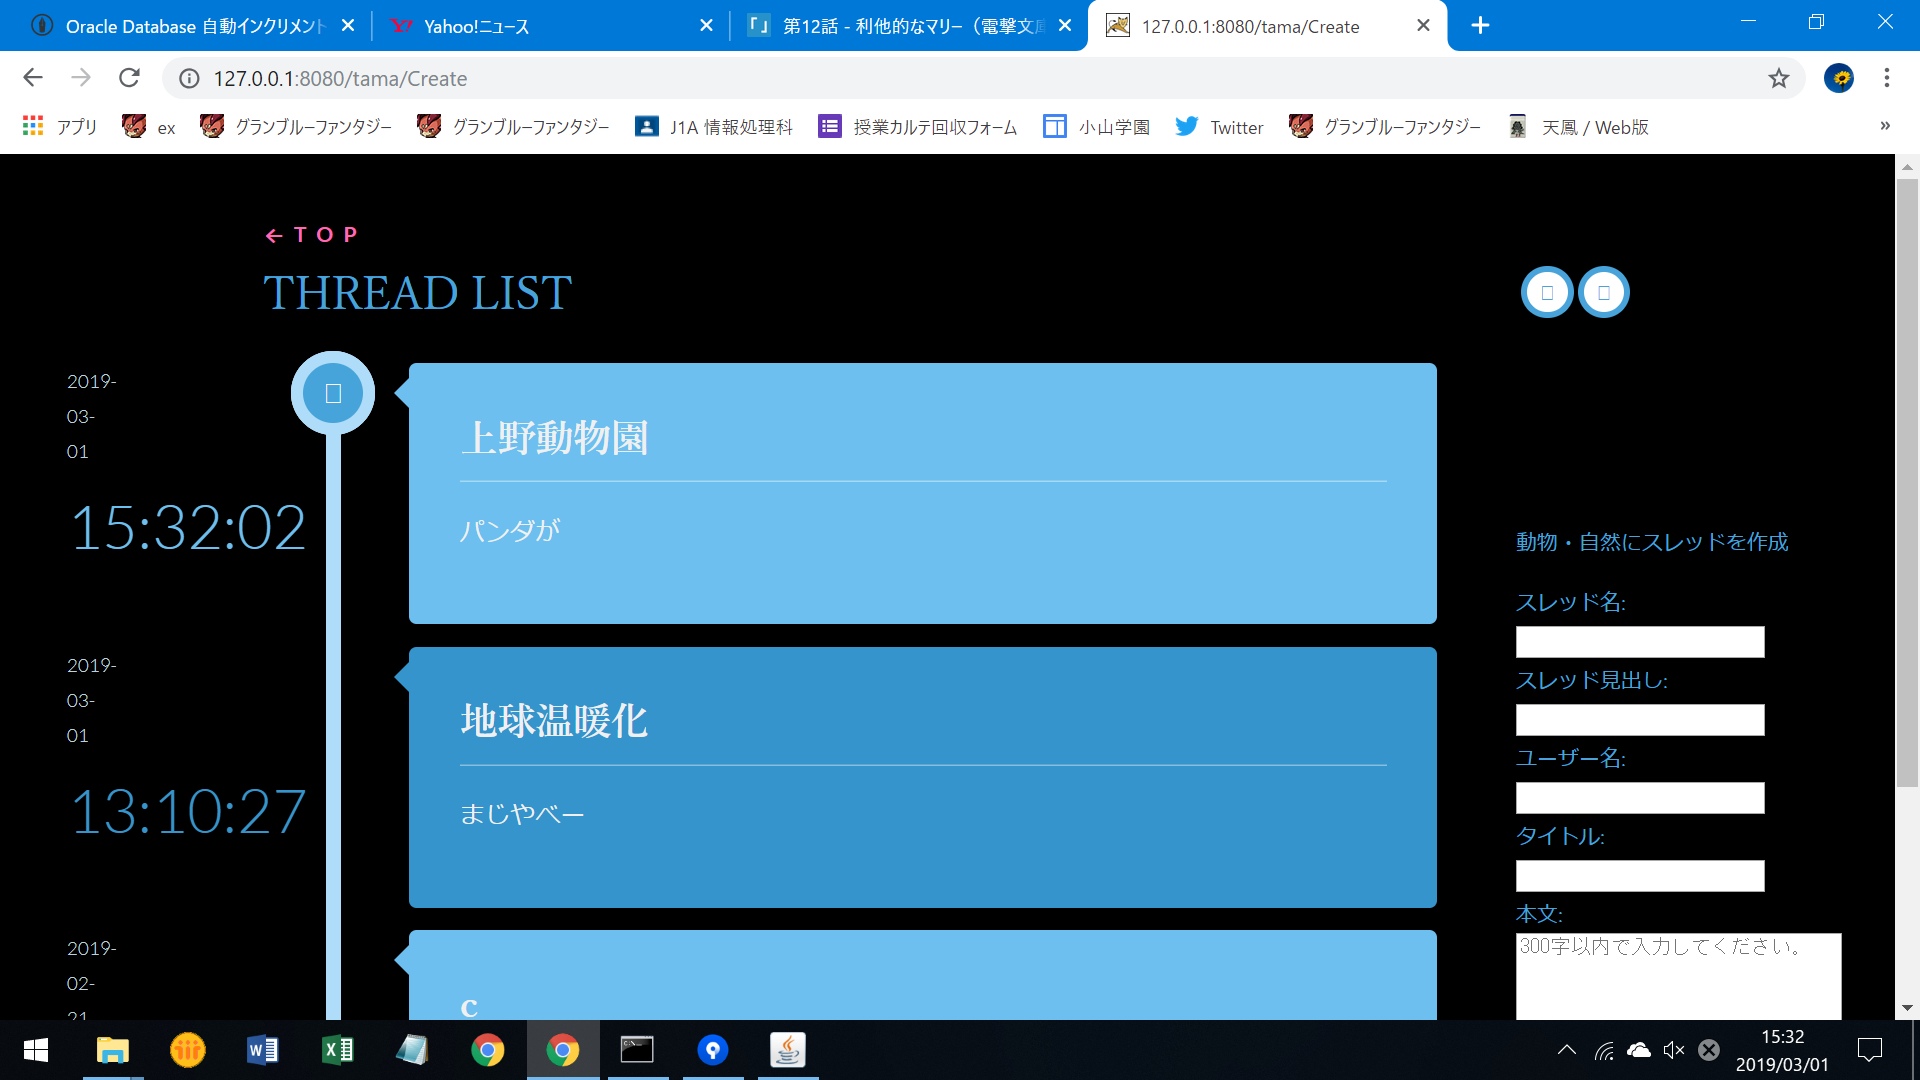 Oracle Database 自動インクリメント
Yahoo!ニュース
第12話 - 利他的なマリー（電撃文庫
127.0.0.1:8080/tama/Create
127.0.0.1:8080/tama/Create
アプリ
ex
グランブルーファンタジー
グランブルーファンタジー
J1A 情報処理科
授業カルテ回収フォーム
小山学園
Twitter
グランブルーファンタジー
天鳳 / Web版
»
← TOP
THREAD LIST
2019-
03-
01
15:32:02
上野動物園
パンダが
2019-
03-
01
13:10:27
地球温暖化
まじやべー
2019-
02-
21
c
動物・自然にスレッドを作成
スレッド名:
スレッド見出し:
ユーザー名:
タイトル:
本文:
300字以内で入力してください。
15:32
2019/03/01